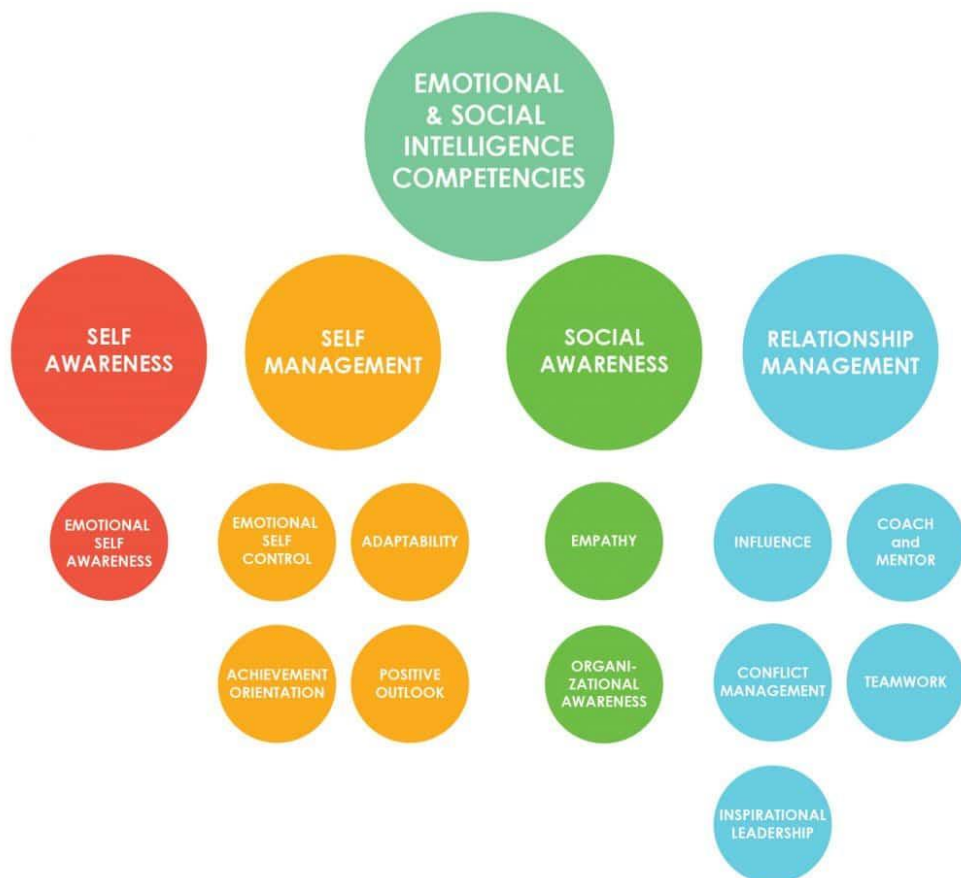 EMOTIONAL
& SOCIAL
INTELLIGENCE
COMPETENCIES
SELF
AWARENESS
SELF
MANAGEMENT
SOCIAL
AWARENESS
RELATIONSHIP
MANAGEMENT
EMOTIONAL
SELF
AWARENESS
EMOTIONAL
SELF
CONTROL
ADAPTABILITY
EMPATHY
INFLUENCE
COACH
and
MENTOR
ACHIEVEMENT
ORIENTATION
POSITIVE
OUTLOOK
ORGANI-
ZATIONAL
AWARENESS
CONFLICT
MANAGEMENT
TEAMWORK
INSPIRATIONAL
LEADERSHIP